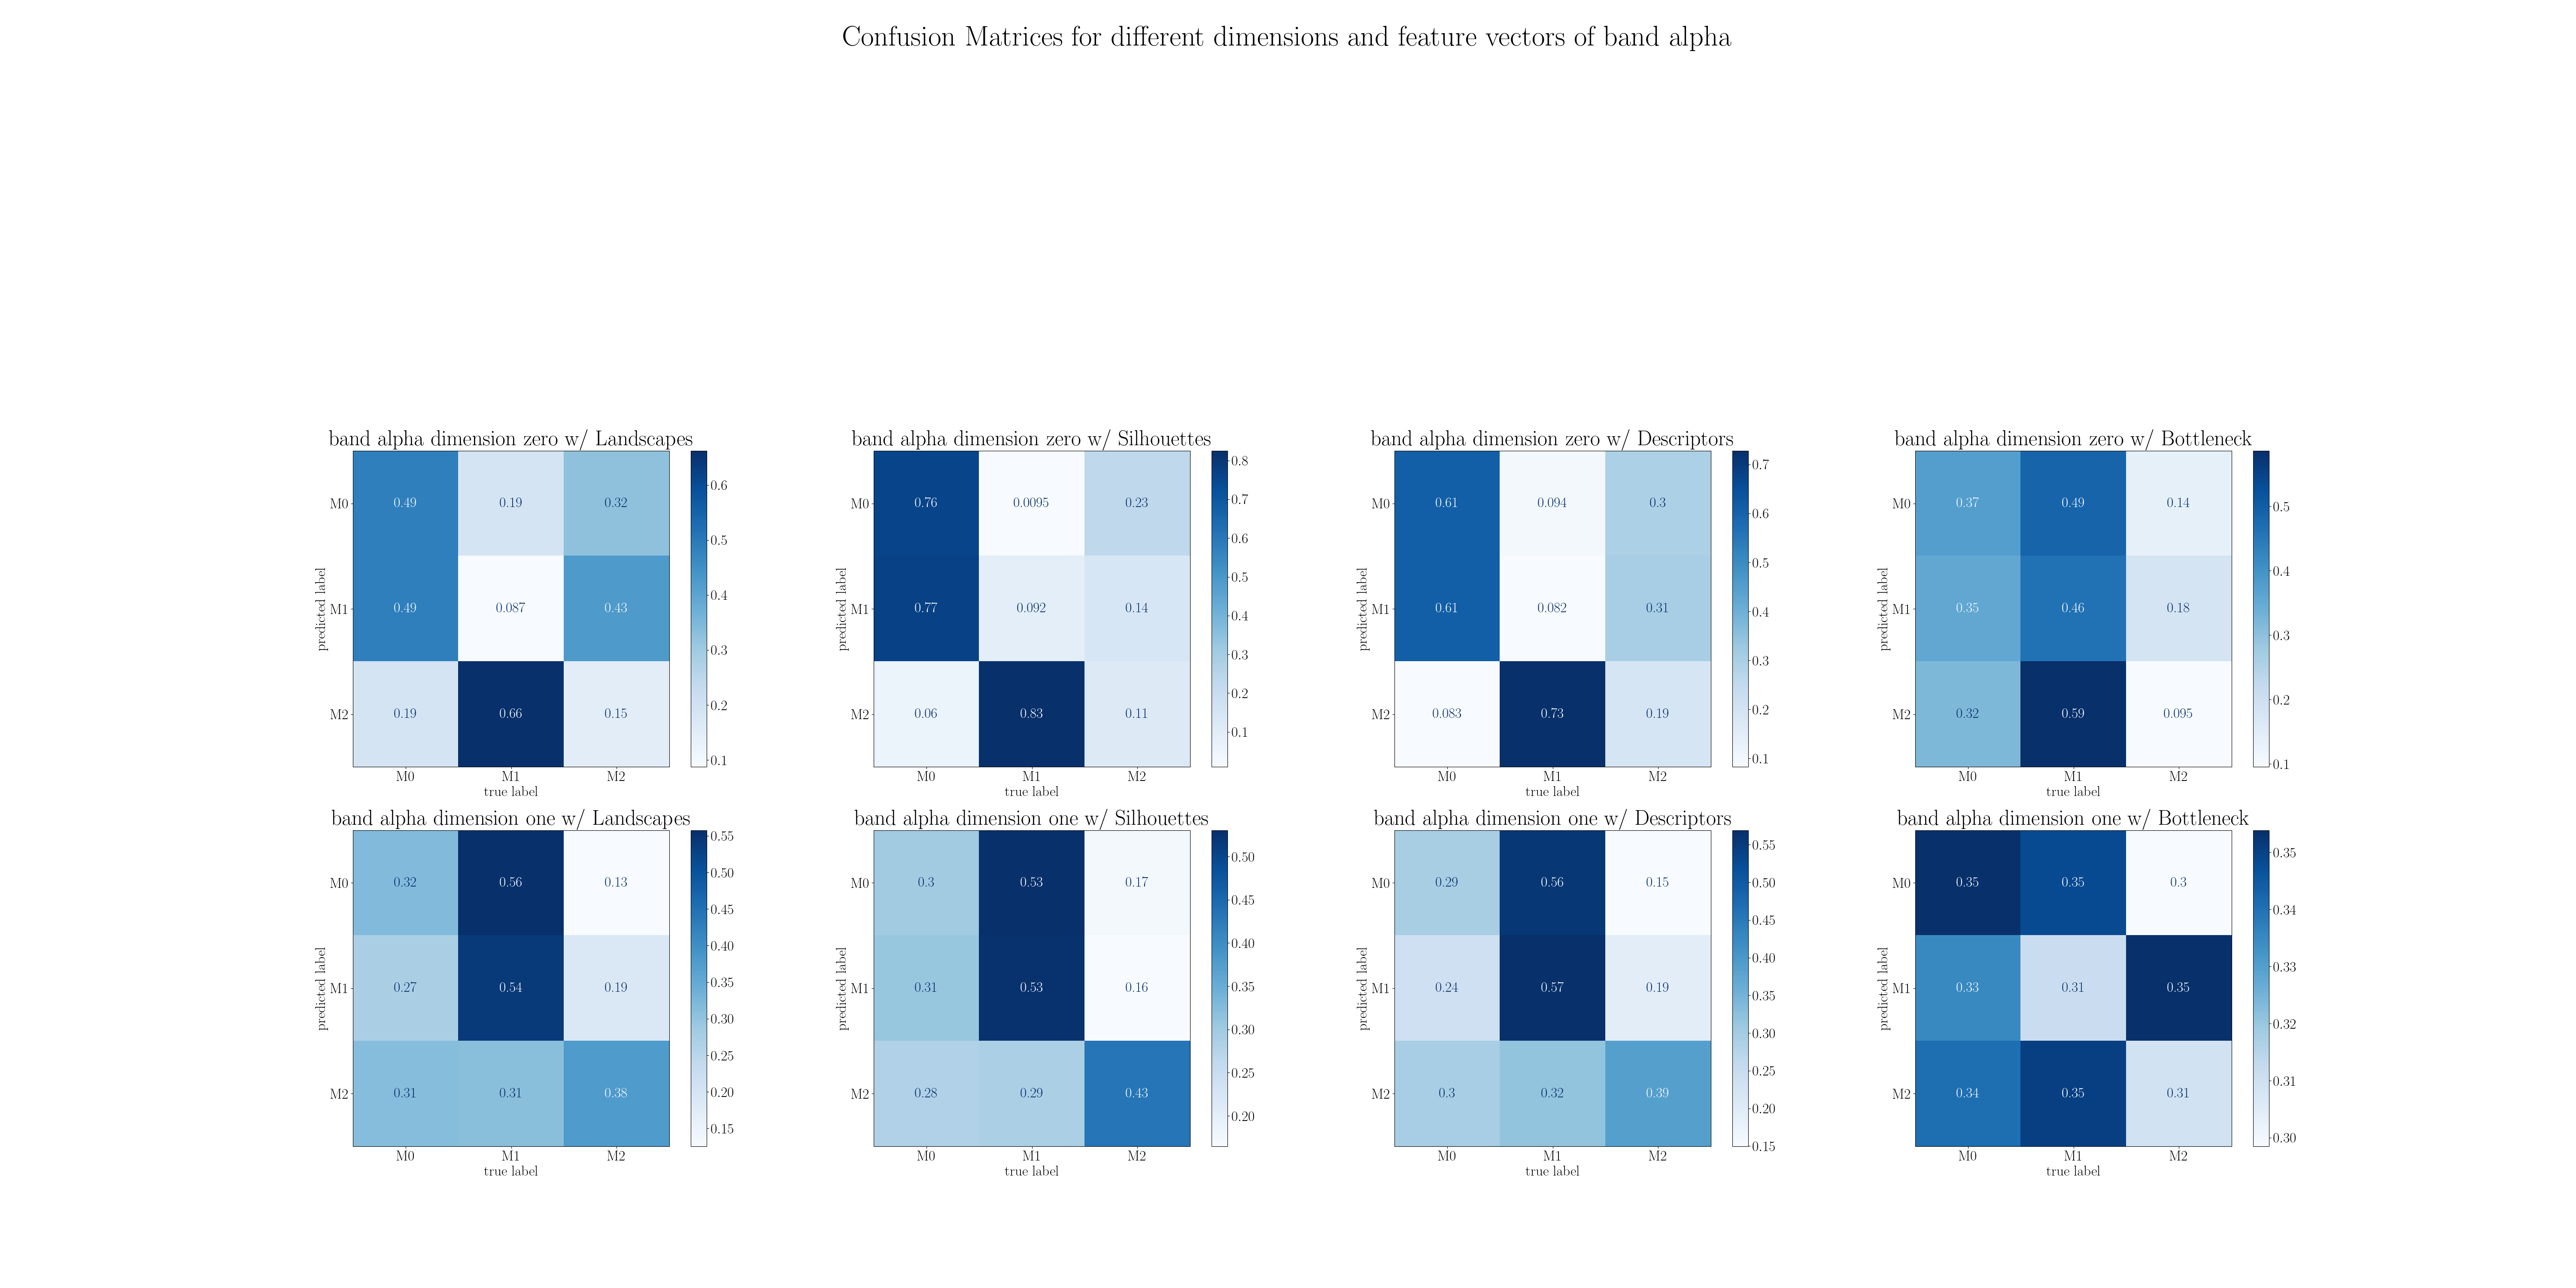 Confusion Matrices for different dimensions and feature vectors of band alpha
band alpha dimension zero w/ Landscapes
predicted label
M0 0.49 0.19 0.32
M1 0.49 0.087 0.43
M2 0.19 0.66 0.15
M0 M1 M2
true label
0.6
0.5
0.4
0.3
0.2
0.1
band alpha dimension zero w/ Silhouettes
predicted label
M0 0.76 0.0095 0.23
M1 0.77 0.092 0.14
M2 0.06 0.83 0.11
M0 M1 M2
true label
0.8
0.7
0.6
0.5
0.4
0.3
0.2
0.1
band alpha dimension zero w/ Descriptors
predicted label
M0 0.61 0.094 0.3
M1 0.61 0.082 0.31
M2 0.083 0.73 0.19
M0 M1 M2
true label
0.7
0.6
0.5
0.4
0.3
0.2
0.1
band alpha dimension zero w/ Bottleneck
predicted label
M0 0.37 0.49 0.14
M1 0.35 0.46 0.18
M2 0.32 0.59 0.095
M0 M1 M2
true label
0.5
0.4
0.3
0.2
0.1
band alpha dimension one w/ Landscapes
predicted label
M0 0.32 0.56 0.13
M1 0.27 0.54 0.19
M2 0.31 0.31 0.38
M0 M1 M2
true label
0.55
0.50
0.45
0.40
0.35
0.30
0.25
0.20
0.15
band alpha dimension one w/ Silhouettes
predicted label
M0 0.3 0.53 0.17
M1 0.31 0.53 0.16
M2 0.28 0.29 0.43
M0 M1 M2
true label
0.50
0.45
0.40
0.35
0.30
0.25
0.20
band alpha dimension one w/ Descriptors
predicted label
M0 0.29 0.56 0.15
M1 0.24 0.57 0.19
M2 0.3 0.32 0.39
M0 M1 M2
true label
0.55
0.50
0.45
0.40
0.35
0.30
0.25
0.20
0.15
band alpha dimension one w/ Bottleneck
predicted label
M0 0.35 0.35 0.3
M1 0.33 0.31 0.35
M2 0.34 0.35 0.31
M0 M1 M2
true label
0.35
0.34
0.33
0.32
0.31
0.30